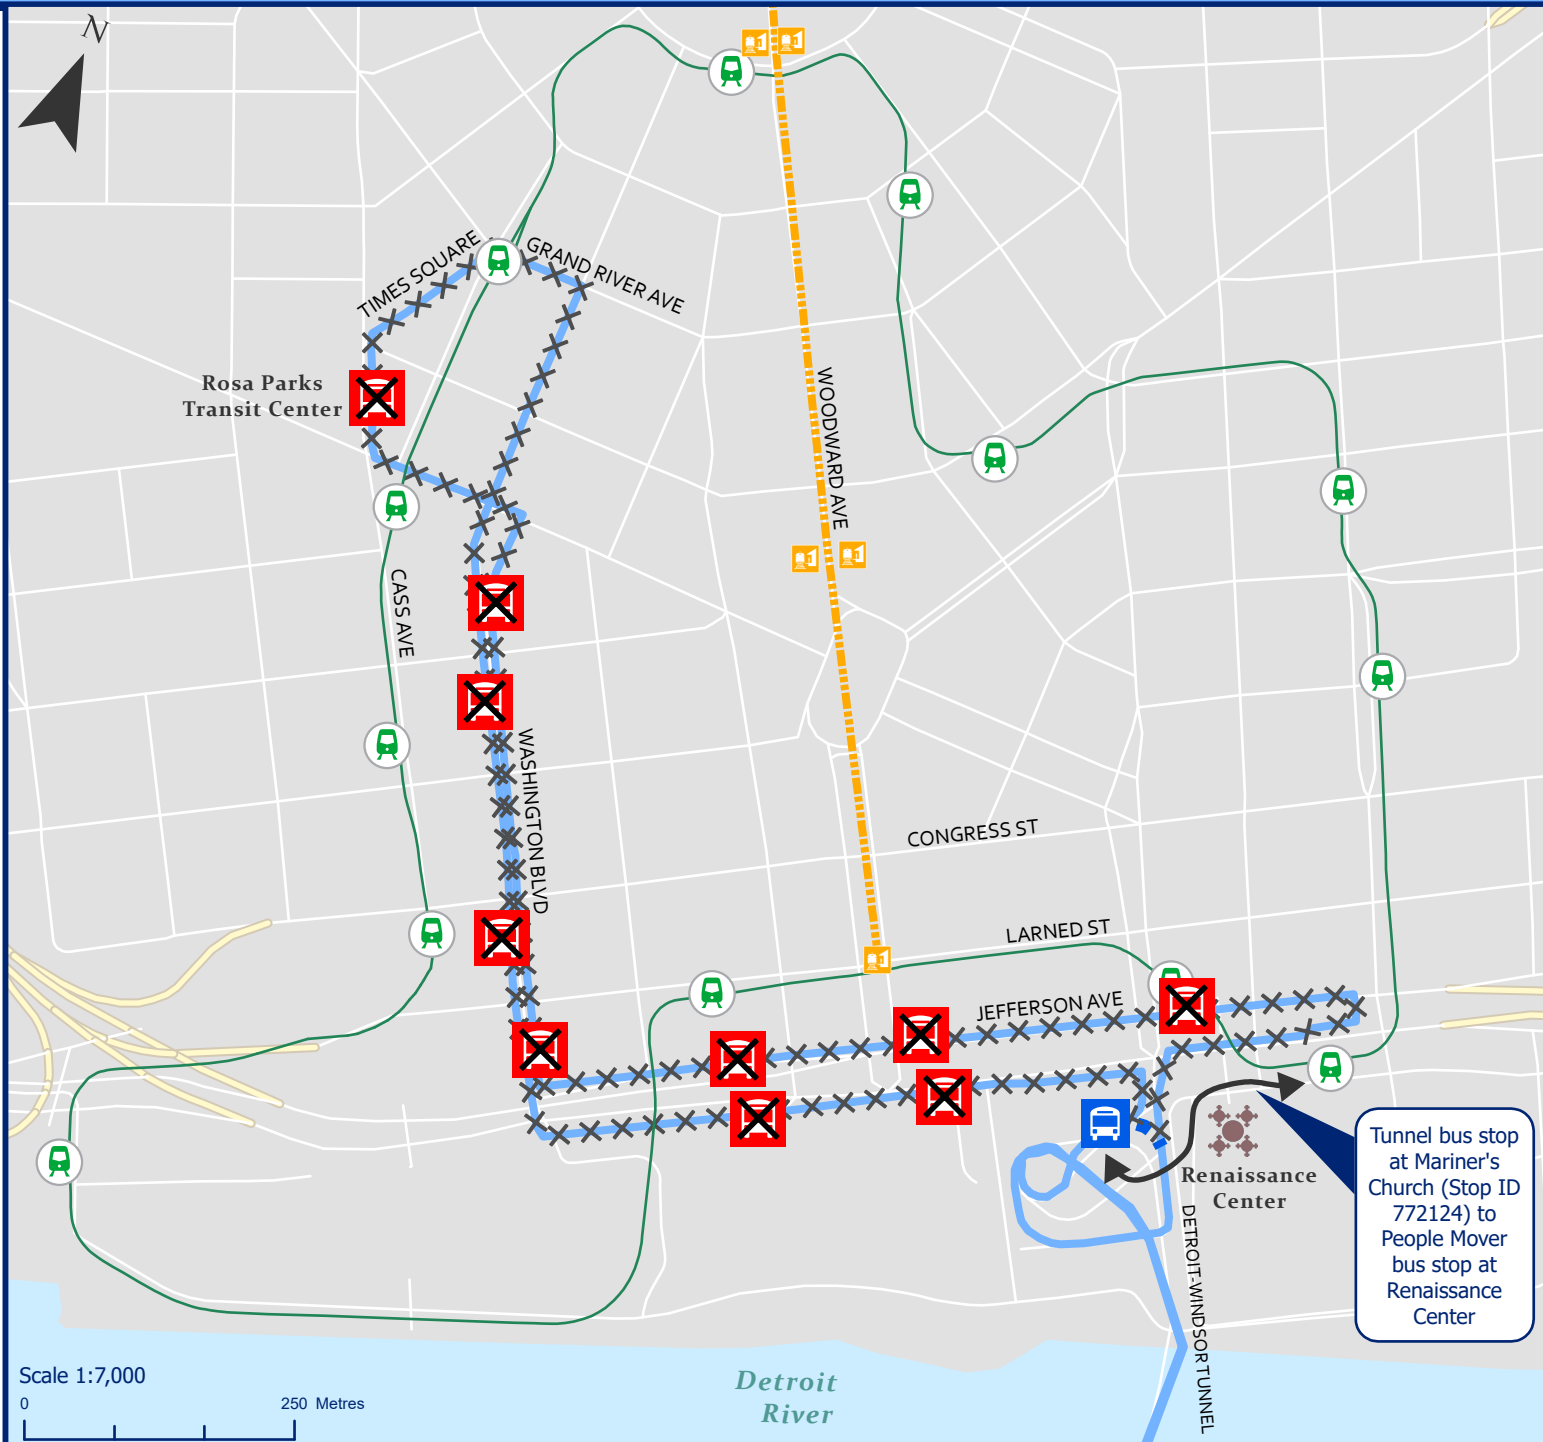 N
TIMES SQUARE
GRAND RIVER AVE
Rosa Parks
Transit Center
WOODWARD AVE
CASS AVE
WASHINGTON BLVD
CONGRESS ST
LARNED ST
JEFFERSON AVE
Renaissance
Center
Tunnel bus stop
at Mariner's
Church (Stop ID
772124) to
People Mover
bus stop at
Renaissance
Center
DETROIT-WINDSOR TUNNEL
Detroit
River
Scale 1:7,000
0 250 Metres